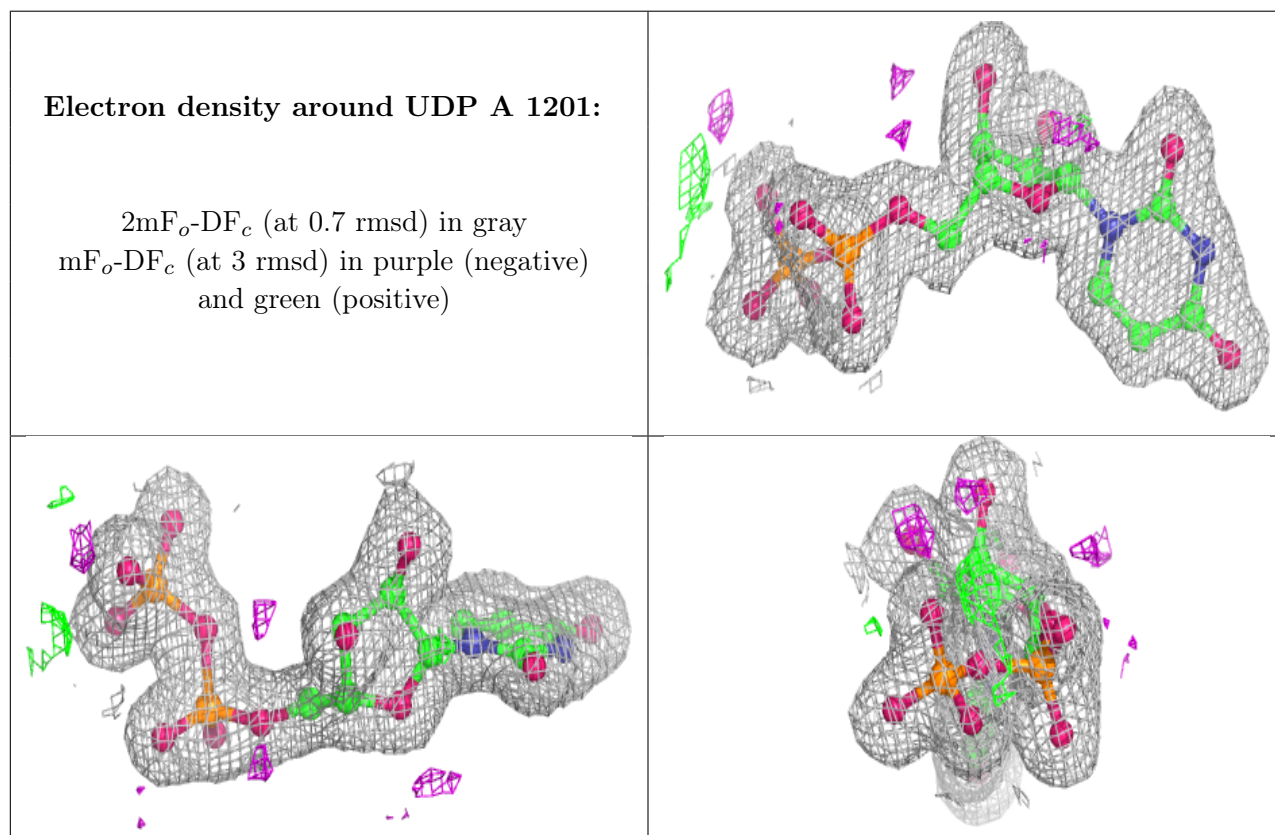 Electron density around UDP A 1201:
2mFo-DFc (at 0.7 rmsd) in gray
mFo-DFc (at 3 rmsd) in purple (negative)
and green (positive)